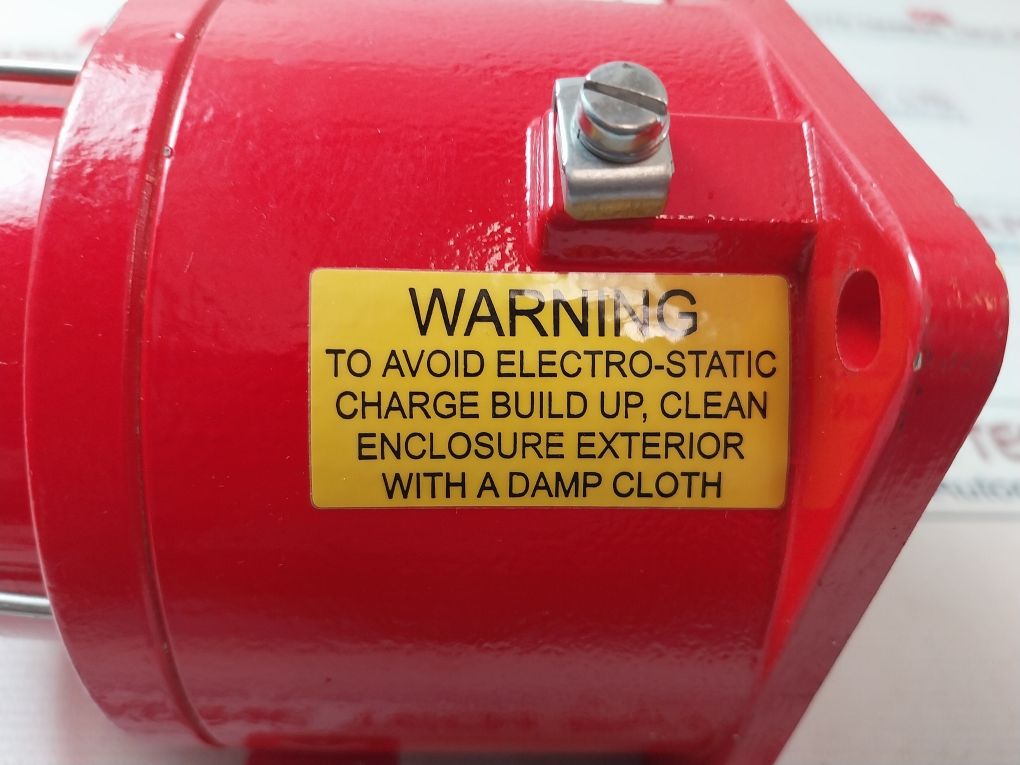 WARNING
TO AVOID ELECTRO-STATIC
CHARGE BUILD UP, CLEAN
ENCLOSURE EXTERIOR
WITH A DAMP CLOTH